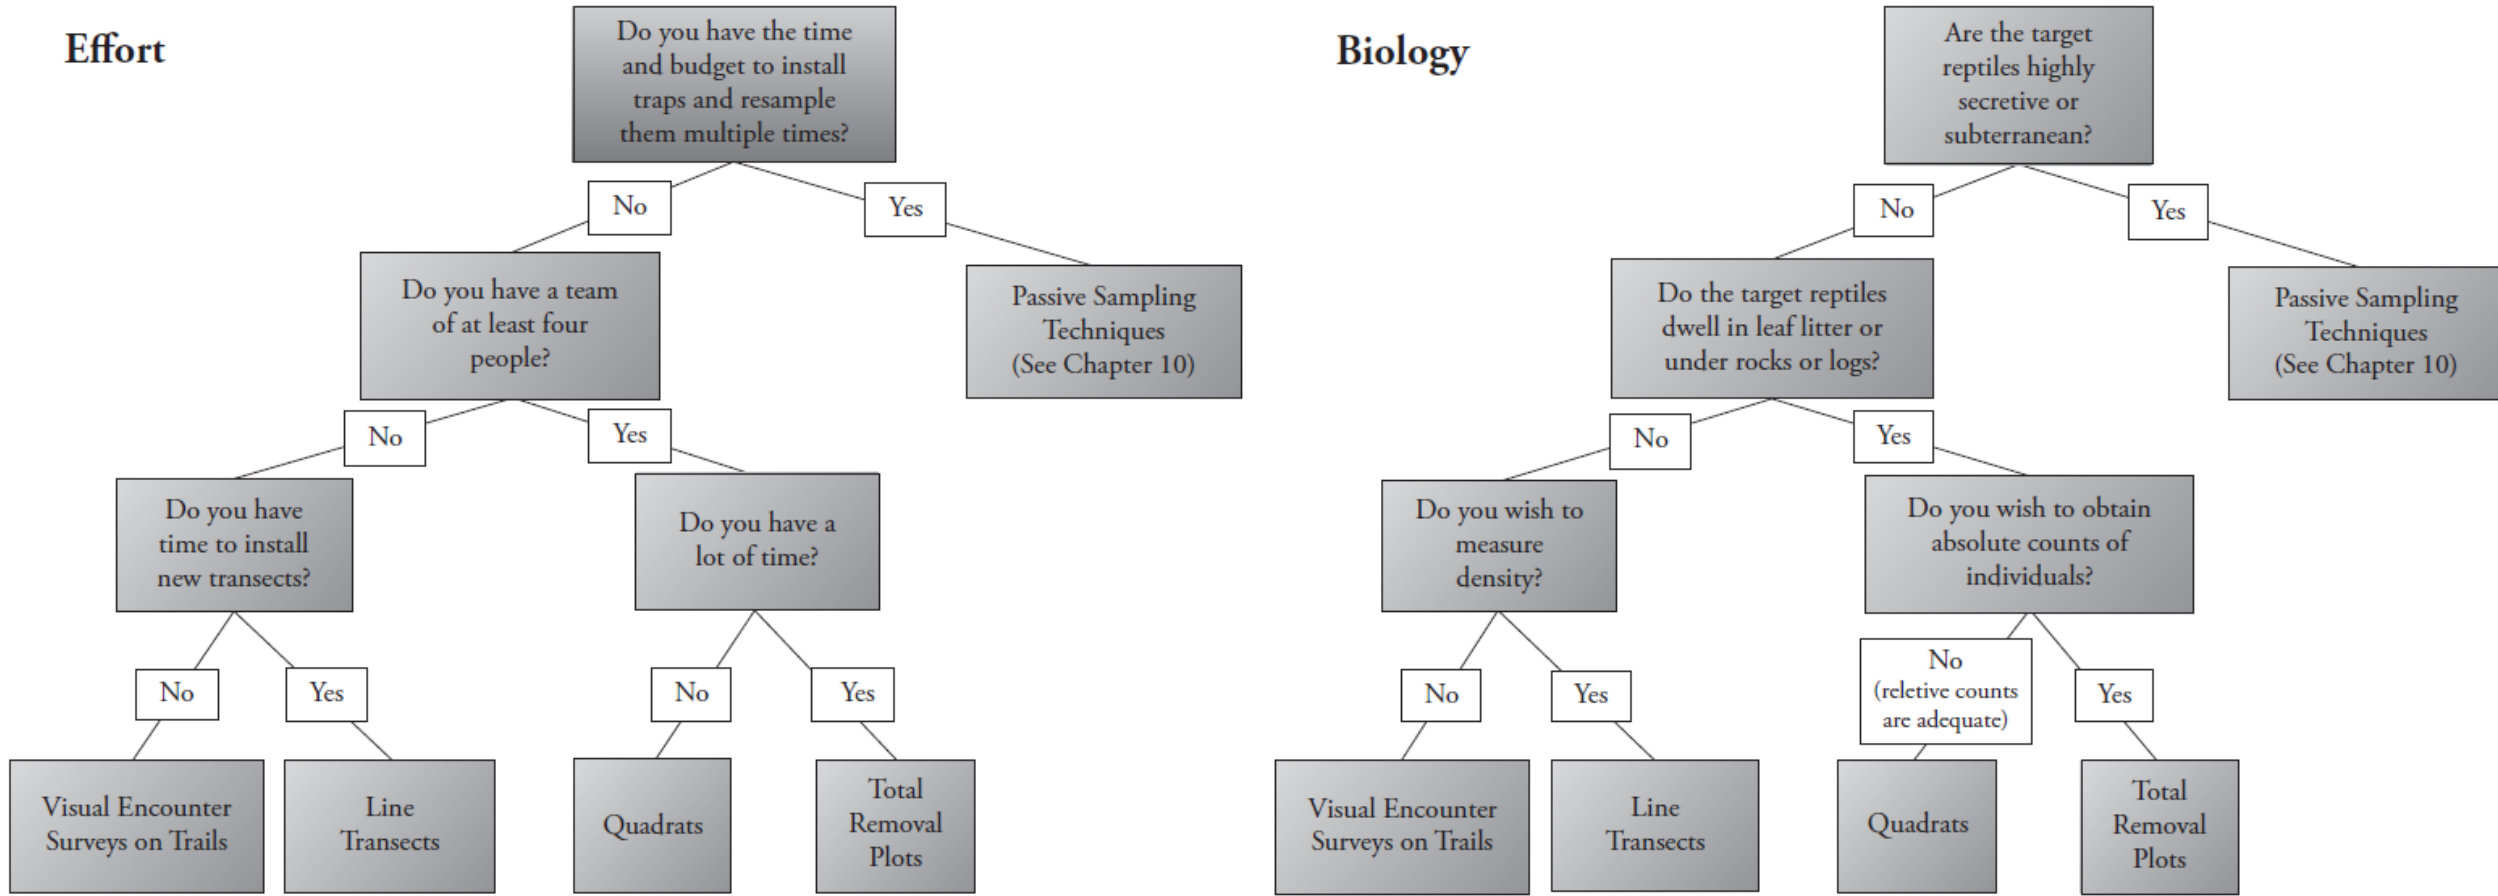 Effort
Do you have the time
and budget to install
traps and resample
them multiple times?
No
Yes
Do you have a team
of at least four
people?
Passive Sampling
Techniques
(See Chapter 10)
No
Yes
Do you have
time to install
new transects?
Do you have a
lot of time?
No
Yes
No
Yes
Visual Encounter
Surveys on Trails
Line
Transects
Quadrats
Total
Removal
Plots
Biology
Are the target
reptiles highly
secretive or
subterranean?
No
Yes
Do the target reptiles
dwell in leaf litter or
under rocks or logs?
Passive Sampling
Techniques
(See Chapter 10)
No
Yes
Do you wish to
measure
density?
Do you wish to obtain
absolute counts of
individuals?
No
Yes
No
(reletive counts
are adequate)
Yes
Visual Encounter
Surveys on Trails
Line
Transects
Quadrats
Total
Removal
Plots